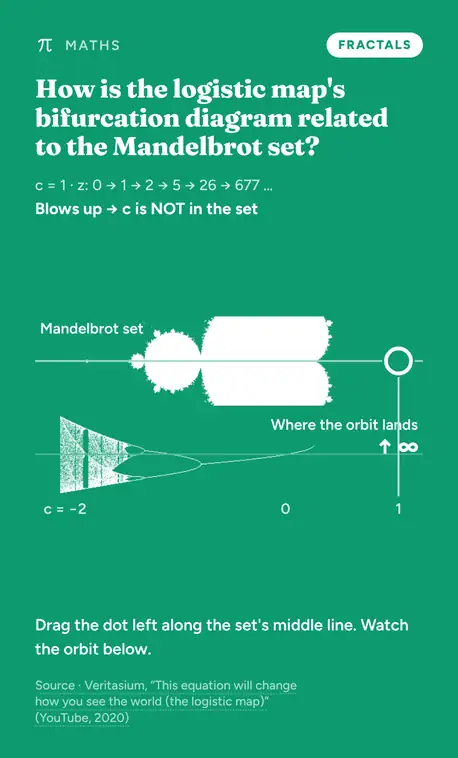 π MATHS
FRACTALS
How is the logistic map's
bifurcation diagram related
to the Mandelbrot set?
c = 1 · z: 0 → 1 → 2 → 5 → 26 → 677 ...
Blows up → c is NOT in the set
Mandelbrot set
Where the orbit lands
↑ ∞
c = −2
0
1
Drag the dot left along the set's middle line. Watch
the orbit below.
Source · Veritasium, "This equation will change
how you see the world (the logistic map)"
(YouTube, 2020)